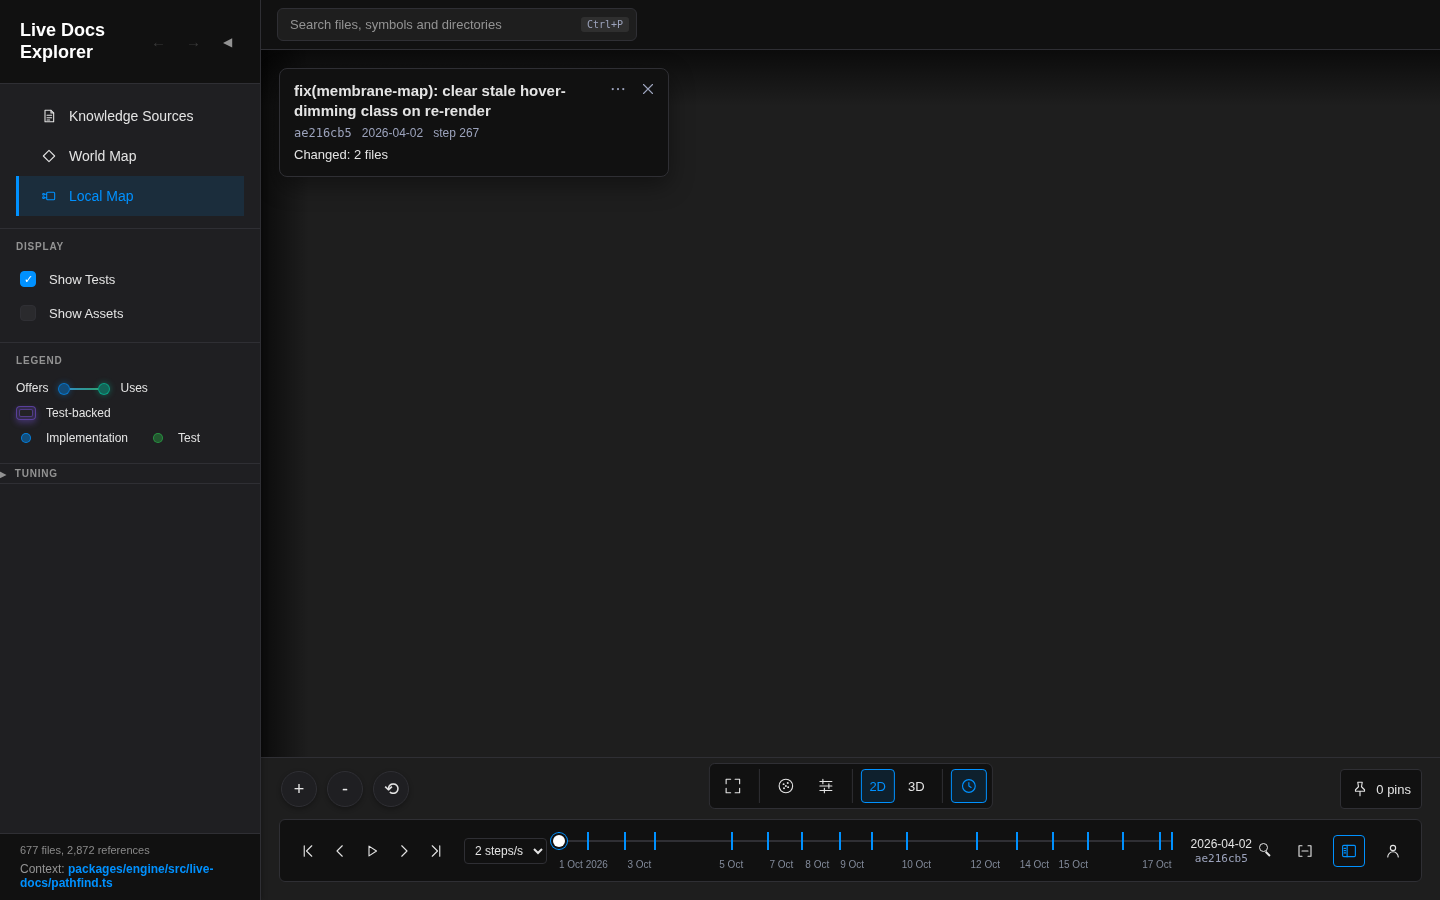 Live Docs
Explorer
Search files, symbols and directories
Ctrl+P
Knowledge Sources
World Map
Local Map
DISPLAY
Show Tests
Show Assets
LEGEND
Offers
Uses
Test-backed
Implementation
Test
TUNING
677 files, 2,872 references
Context: packages/engine/src/live-
docs/pathfind.ts
fix(membrane-map): clear stale hover-
dimming class on re-render
ae216cb5 2026-04-02 step 267
Changed: 2 files
+
-
2D
3D
0 pins
2 steps/s
1 Oct 2026 3 Oct 5 Oct 7 Oct 8 Oct 9 Oct 10 Oct 12 Oct 14 Oct 15 Oct 17 Oct
2026-04-02
ae216cb5